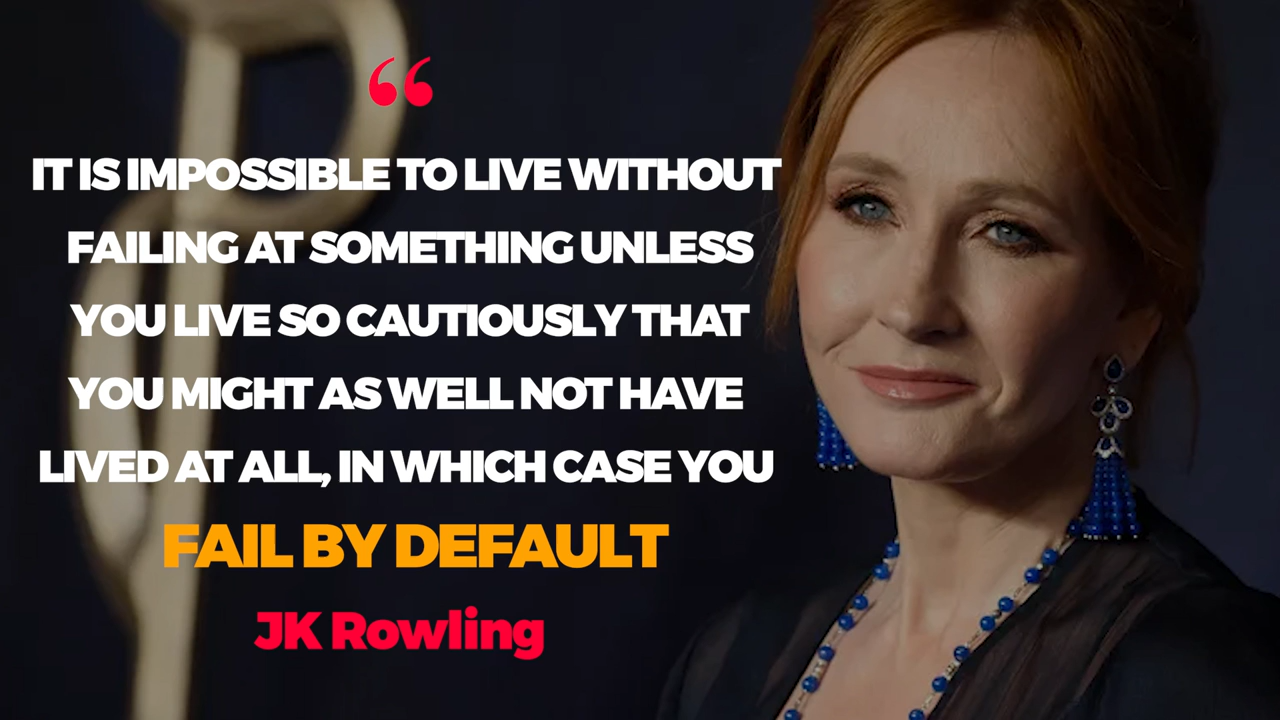 “
IT IS IMPOSSIBLE TO LIVE WITHOUT
FAILING AT SOMETHING UNLESS
YOU LIVE SO CAUTIOUSLY THAT
YOU MIGHT AS WELL NOT HAVE
LIVED AT ALL, IN WHICH CASE YOU
FAIL BY DEFAULT
JK Rowling